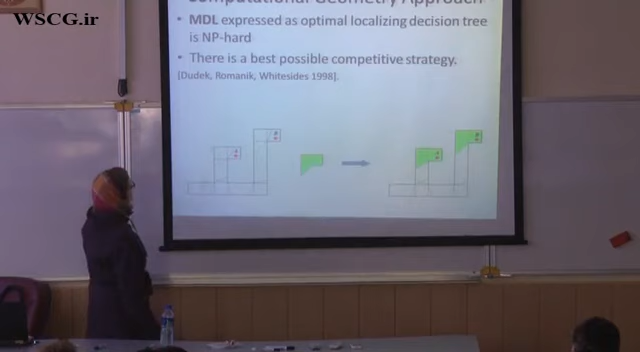 WSCG.ir
Computational Geometry Approach
• MDL expressed as optimal localizing decision tree
is NP-hard
• There is a best possible competitive strategy.
[Dudek, Romanik, Whitesides 1998].